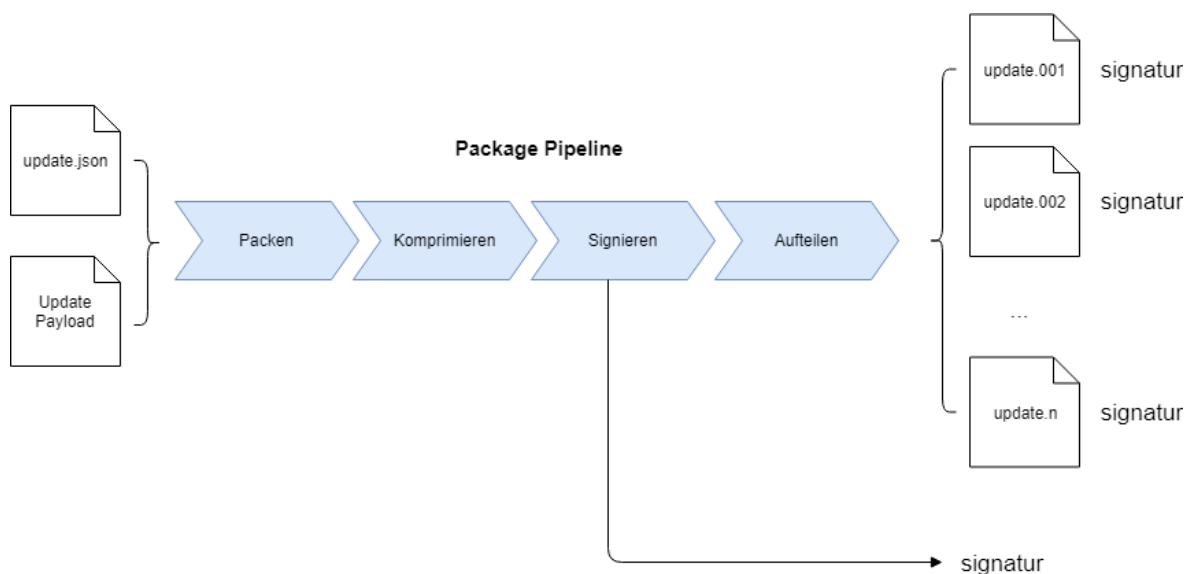 update.json
Update
Payload
Package Pipeline
Packen
Komprimieren
Signieren
Aufteilen
update.001
signatur
update.002
signatur
...
update.n
signatur
signatur